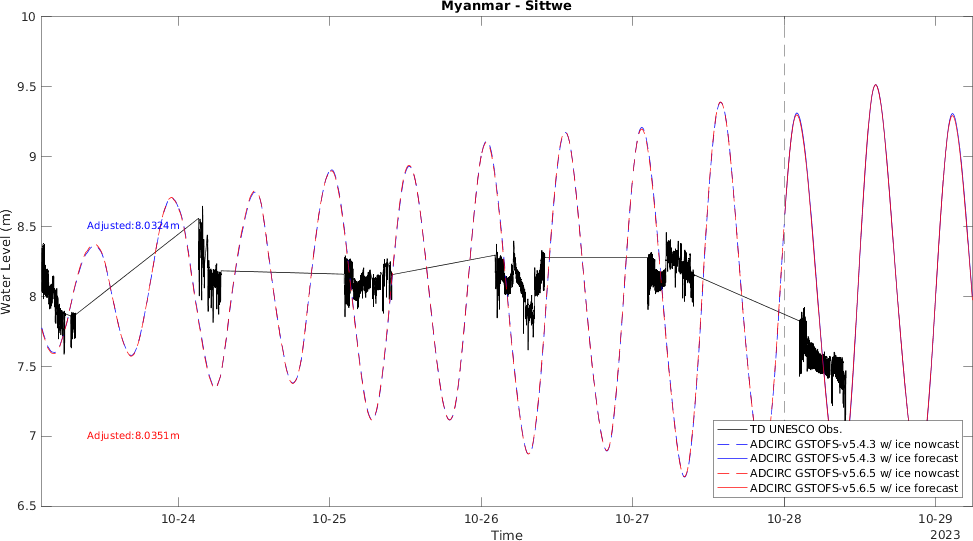 Myanmar - Sittwe
10
9.5
9
8.5
8
7.5
7
6.5
Water Level (m)
Adjusted:8.0324m
Adjusted:8.0351m
TD UNESCO Obs.
ADCIRC GSTOFS-v5.4.3 w/ ice nowcast
ADCIRC GSTOFS-v5.4.3 w/ ice forecast
ADCIRC GSTOFS-v5.6.5 w/ ice nowcast
ADCIRC GSTOFS-v5.6.5 w/ ice forecast
10-24 10-25 10-26 10-27 10-28 10-29
Time
2023